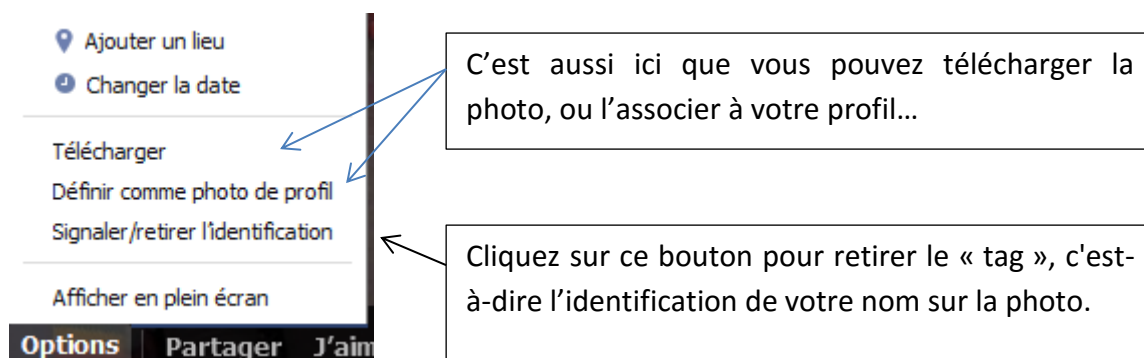 Ajouter un lieu
Changer la date
Télécharger
Définir comme photo de profil
Signaler/retirer l'identification
Afficher en plein écran
Options Partager J'aim
C’est aussi ici que vous pouvez télécharger la
photo, ou l’associer à votre profil…
Cliquez sur ce bouton pour retirer le « tag », c'est-
à-dire l’identification de votre nom sur la photo.